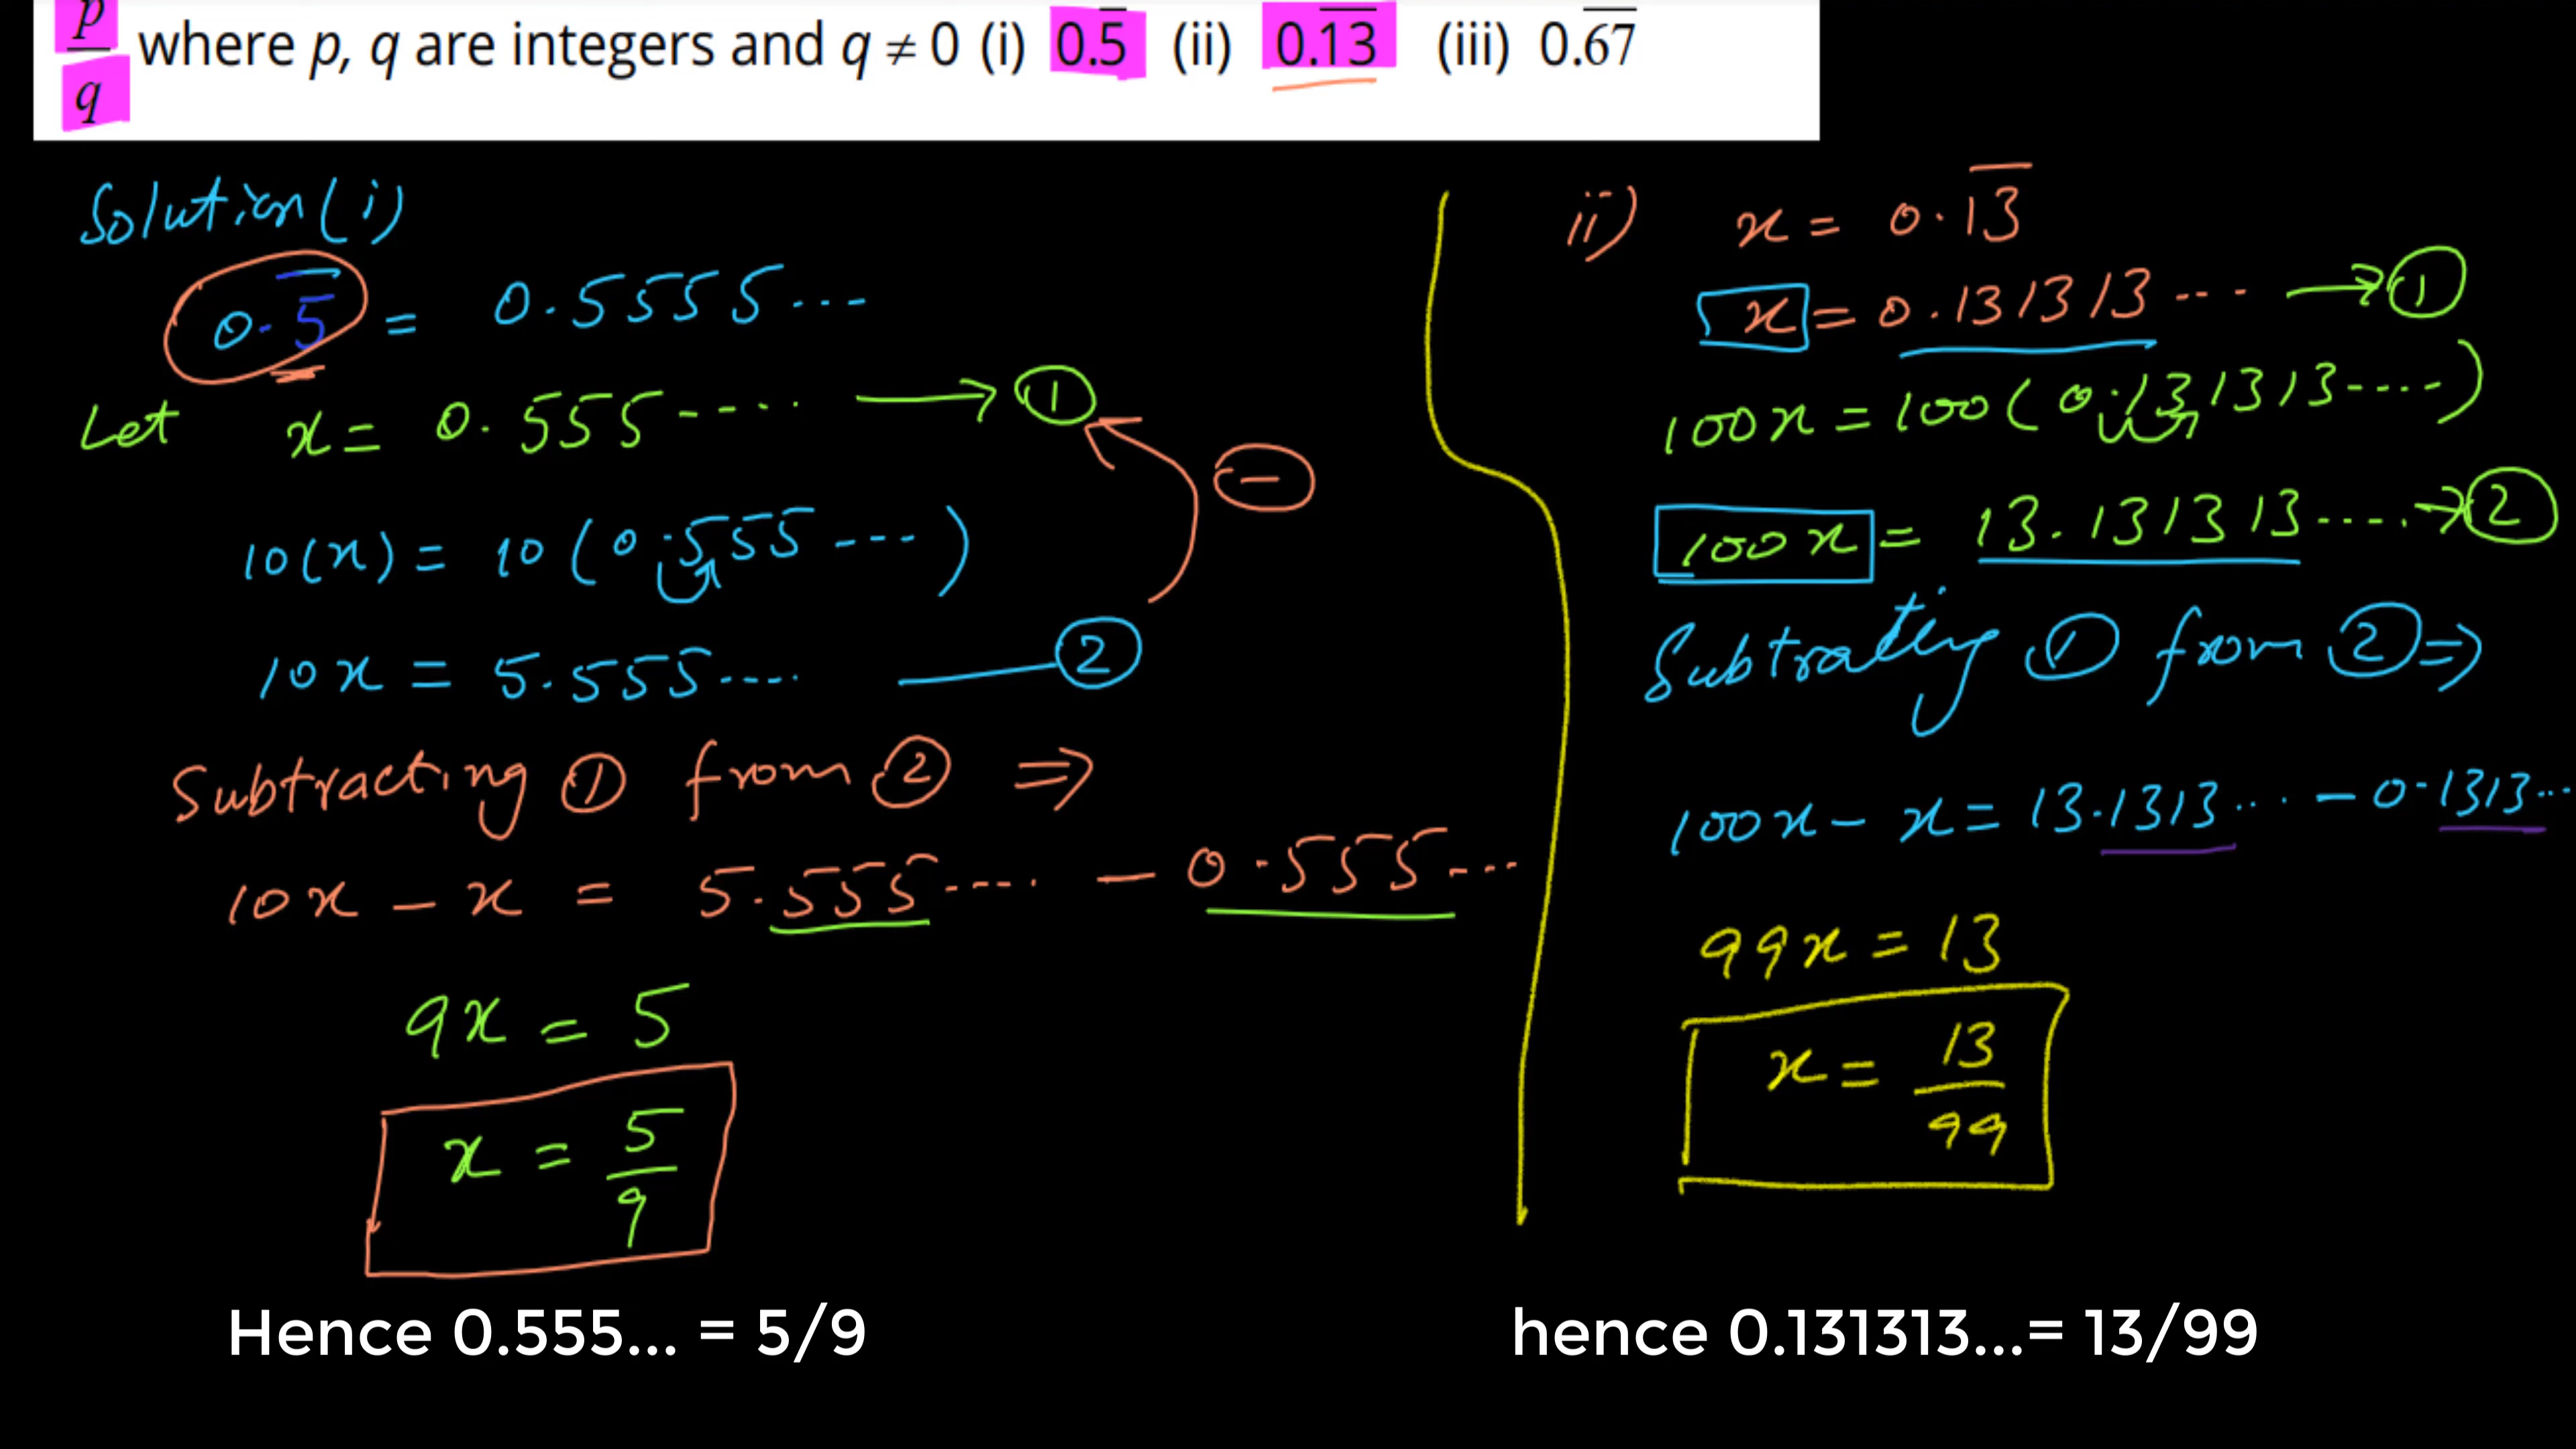 p/q where p, q are integers and q ≠ 0 (i) 0.5̅ (ii) 0.1̅3̅ (iii) 0.6̅7̅
Solution (i)
0.5̅ = 0.5555...
Let x = 0.555---- → ①
−
10(x) = 10 (0.555---)
10x = 5.555---- — ②
Subtracting ① from ② ⇒
10x − x = 5.555---- − 0.555---
9x = 5
x = 5/9
Hence 0.555... = 5/9
ii) x = 0.1̅3̅
x = 0.131313--- → ①
100x = 100(0.131313----)
100x = 13.131313---- → ②
Subtrating ① from ② ⇒
100x − x = 13.1313... − 0.1313...
99x = 13
x = 13/99
hence 0.131313...= 13/99